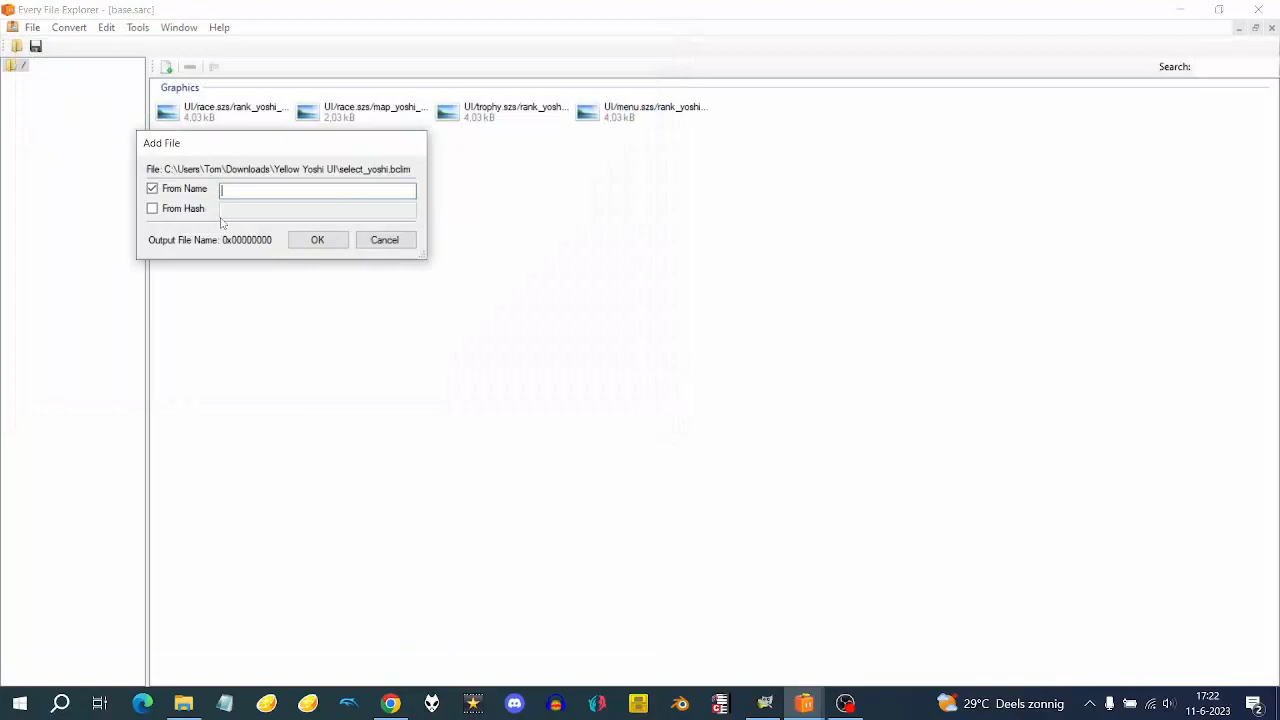 Every File Explorer - [base.sarc]
File Convert Edit Tools Window Help
/
Search:
Graphics
UI/race.szs/rank_yoshi_... UI/race.szs/map_yoshi_... UI/trophy.szs/rank_yosh... UI/menu.szs/rank_yoshi...
4,03 kB 2,03 kB 4,03 kB 4,03 kB
Add File
File: C:\Users\Tom\Downloads\Yellow Yoshi UI\select_yoshi.bclim
From Name
From Hash
Output File Name: 0x00000000 OK Cancel
29°C Deels zonnig
17:22
11-6-2023
2